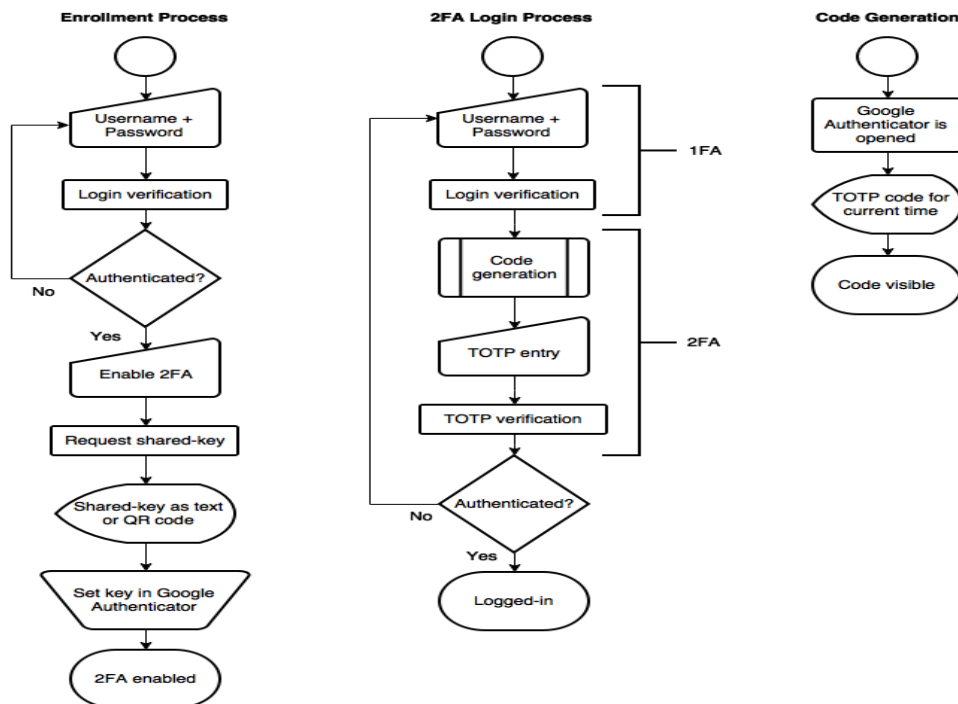 Enrollment Process
Username +
Password
Login verification
Authenticated?
No
Yes
Enable 2FA
Request shared-key
Shared-key as text
or QR code
Set key in Google
Authenticator
2FA enabled
2FA Login Process
Username +
Password
1FA
Login verification
Code
generation
TOTP entry
2FA
TOTP verification
Authenticated?
No
Yes
Logged-in
Code Generation
Google
Authenticator is
opened
TOTP code for
current time
Code visible